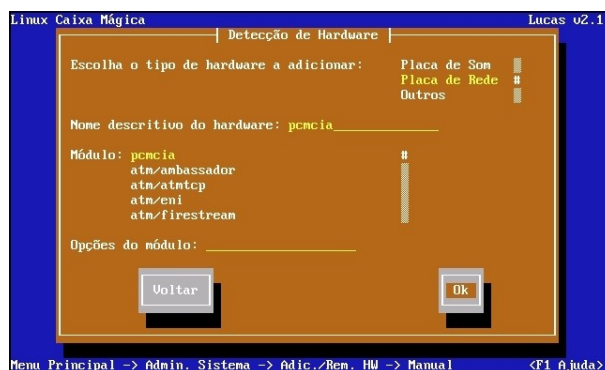 Linux Caixa Mágica Lucas v2.1
Detecção de Hardware
Escolha o tipo de hardware a adicionar: Placa de Som
Placa de Rede #
Outros
Nome descritivo do hardware: pcmcia
Módulo: pcmcia #
atm/ambassador
atm/atmtcp
atm/eni
atm/firestream
Opções do módulo:
Voltar Ok
Menu Principal -> Admin. Sistema -> Adic./Rem. HW -> Manual <F1 Ajuda>